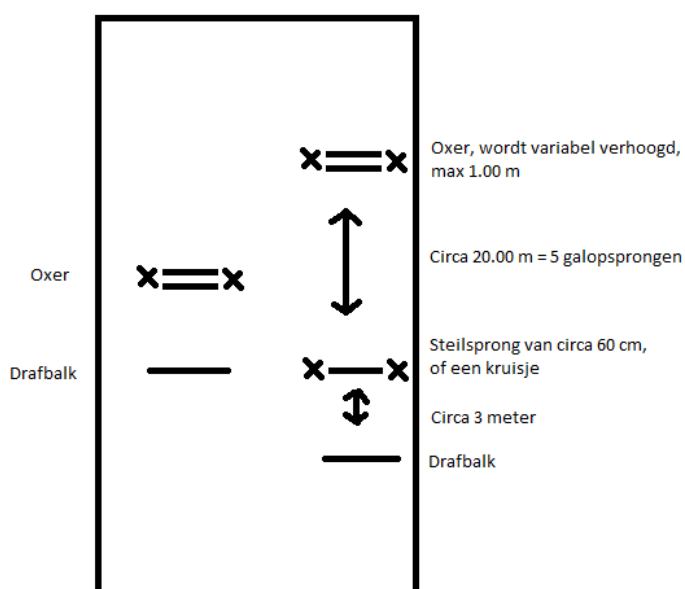 Oxer, wordt variabel verhoogd,
max 1.00 m
Circa 20.00 m = 5 galopsprongen
Oxer
Steilsprong van circa 60 cm,
of een kruisje
Drafbalk
Circa 3 meter
Drafbalk